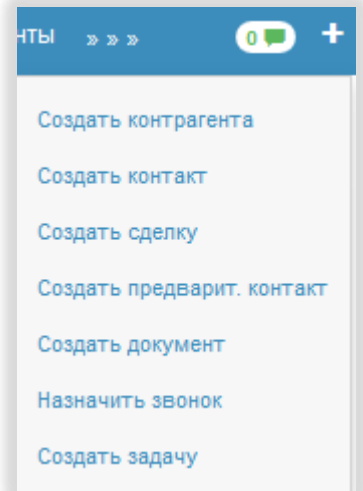 НТЫ » » » 0 +
Создать контрагента
Создать контакт
Создать сделку
Создать предварит. контакт
Создать документ
Назначить звонок
Создать задачу